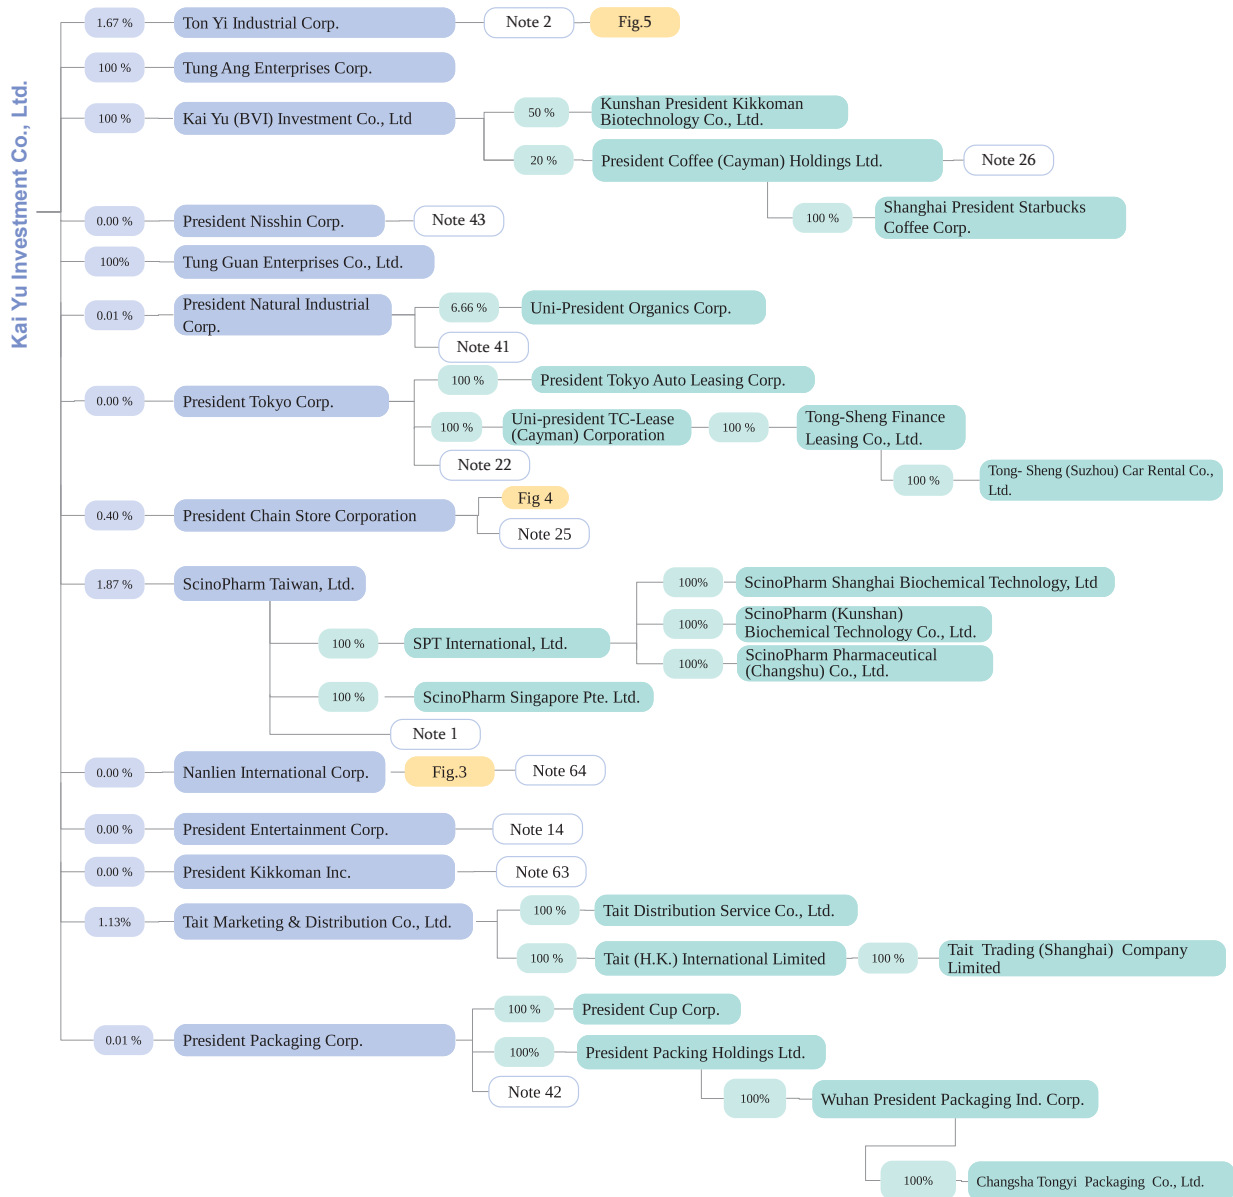 Kai Yu Investment Co., Ltd.
1.67 %
Ton Yi Industrial Corp.
Note 2
Fig.5
100 %
Tung Ang Enterprises Corp.
100 %
Kai Yu (BVI) Investment Co., Ltd
50 %
Kunshan President Kikkoman
Biotechnology Co., Ltd.
20 %
President Coffee (Cayman) Holdings Ltd.
Note 26
100 %
Shanghai President Starbucks
Coffee Corp.
0.00 %
President Nisshin Corp.
Note 43
100%
Tung Guan Enterprises Co., Ltd.
0.01 %
President Natural Industrial
Corp.
6.66 %
Uni-President Organics Corp.
Note 41
0.00 %
President Tokyo Corp.
100 %
President Tokyo Auto Leasing Corp.
100 %
Uni-president TC-Lease
(Cayman) Corporation
100 %
Tong-Sheng Finance
Leasing Co., Ltd.
100 %
Tong- Sheng (Suzhou) Car Rental Co.,
Ltd.
Note 22
0.40 %
President Chain Store Corporation
Fig 4
Note 25
1.87 %
ScinoPharm Taiwan, Ltd.
100 %
SPT International, Ltd.
100%
ScinoPharm Shanghai Biochemical Technology, Ltd
100%
ScinoPharm (Kunshan)
Biochemical Technology Co., Ltd.
100%
ScinoPharm Pharmaceutical
(Changshu) Co., Ltd.
100 %
ScinoPharm Singapore Pte. Ltd.
Note 1
0.00 %
Nanlien International Corp.
Fig.3
Note 64
0.00 %
President Entertainment Corp.
Note 14
0.00 %
President Kikkoman Inc.
Note 63
1.13%
Tait Marketing & Distribution Co., Ltd.
100 %
Tait Distribution Service Co., Ltd.
100 %
Tait (H.K.) International Limited
100 %
Tait Trading (Shanghai) Company
Limited
0.01 %
President Packaging Corp.
100 %
President Cup Corp.
100%
President Packing Holdings Ltd.
Note 42
100%
Wuhan President Packaging Ind. Corp.
100%
Changsha Tongyi Packaging Co., Ltd.